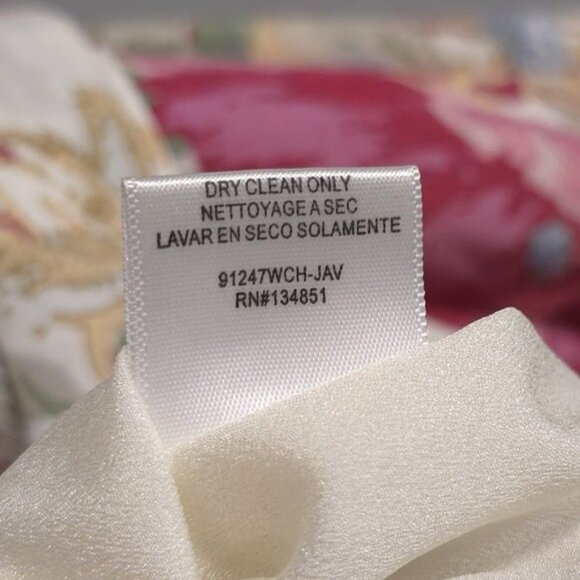 DRY CLEAN ONLY
NETTOYAGE A SEC
LAVAR EN SECO SOLAMENTE
91247WCH-JAV
RN#134851